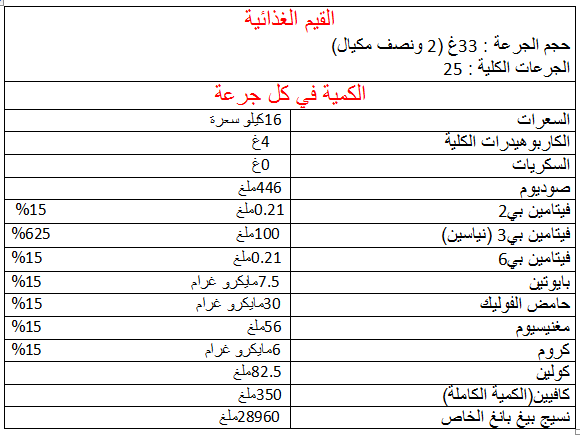 القيم الغذائية
حجم الجرعة : 33غ (2 ونصف مكيال)
الجرعات الكلية : 25
الكمية في كل جرعة
السعرات 16كيلو سعرة
الكاربوهيدرات الكلية 4غ
السكريات 0غ
صوديوم 446ملغ
فيتامين بي2 0.21ملغ %15
فيتامين بي3 (نياسين) 100ملغ %625
فيتامين بي6 0.21ملغ %15
بايوتين 7.5مايكرو غرام %15
حامض الفوليك 30مايكرو غرام %15
مغنيسيوم 56ملغ %15
كروم 6مايكرو غرام %15
كولين 82.5ملغ
كافيين(الكمية الكاملة) 350ملغ
نسيج بيغ بانغ الخاص 28960ملغ